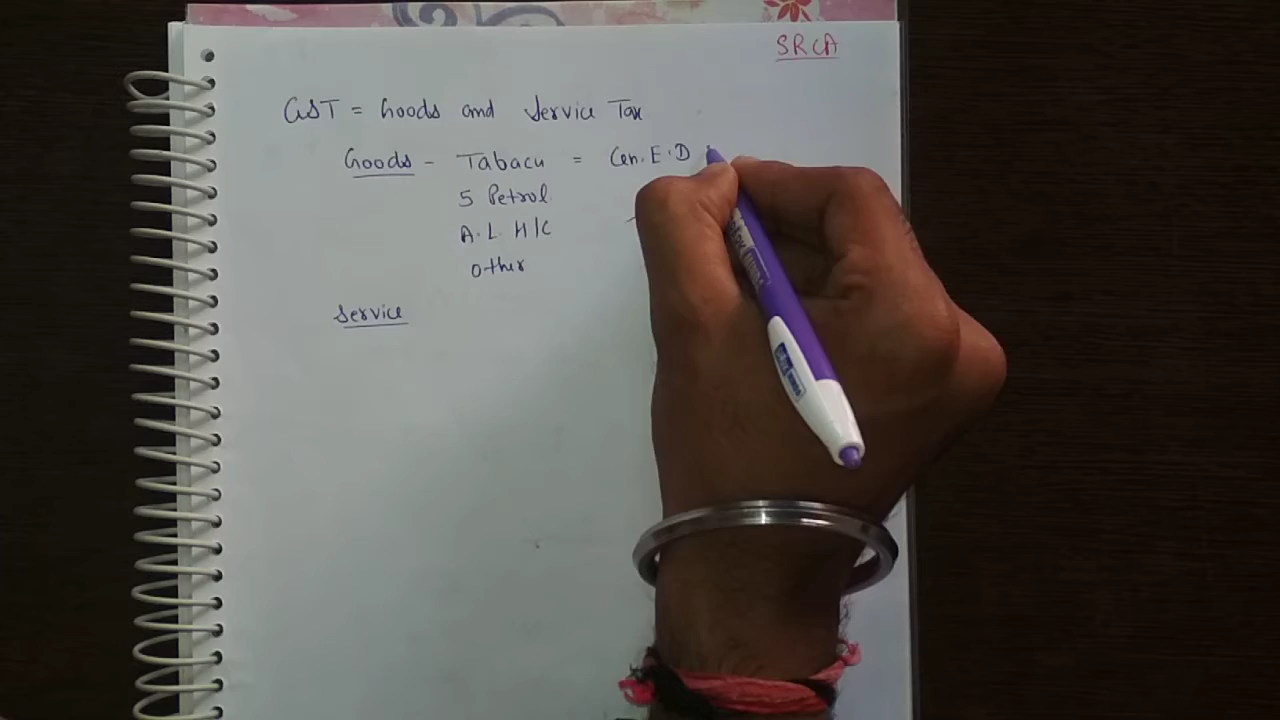 SRCA
GST = Goods and Service Tax
Goods - Tabacu = Cen. E.D
5 Petrol
A.L. H/C
Other
Service